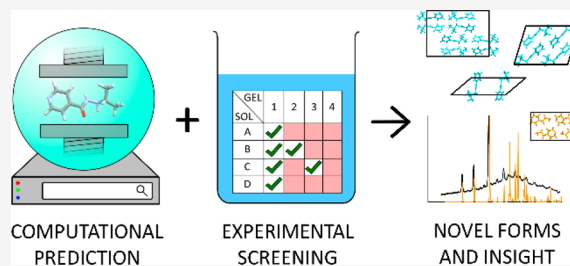 GEL 1 2 3 4
SOL
A
B
C
D
COMPUTATIONAL
PREDICTION
+
EXPERIMENTAL
SCREENING
NOVEL FORMS
AND INSIGHT